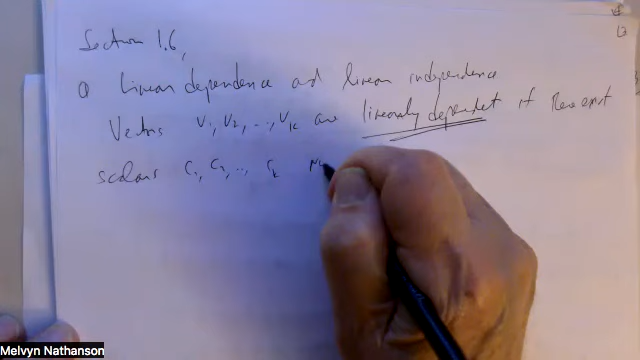 Section 1.6,
Linear dependence and linear independence
Vectors v₁, v₂, ..., vₖ are linearly dependent if there exist
scalars c₁, c₂, ..., cₖ
Melvyn Nathanson